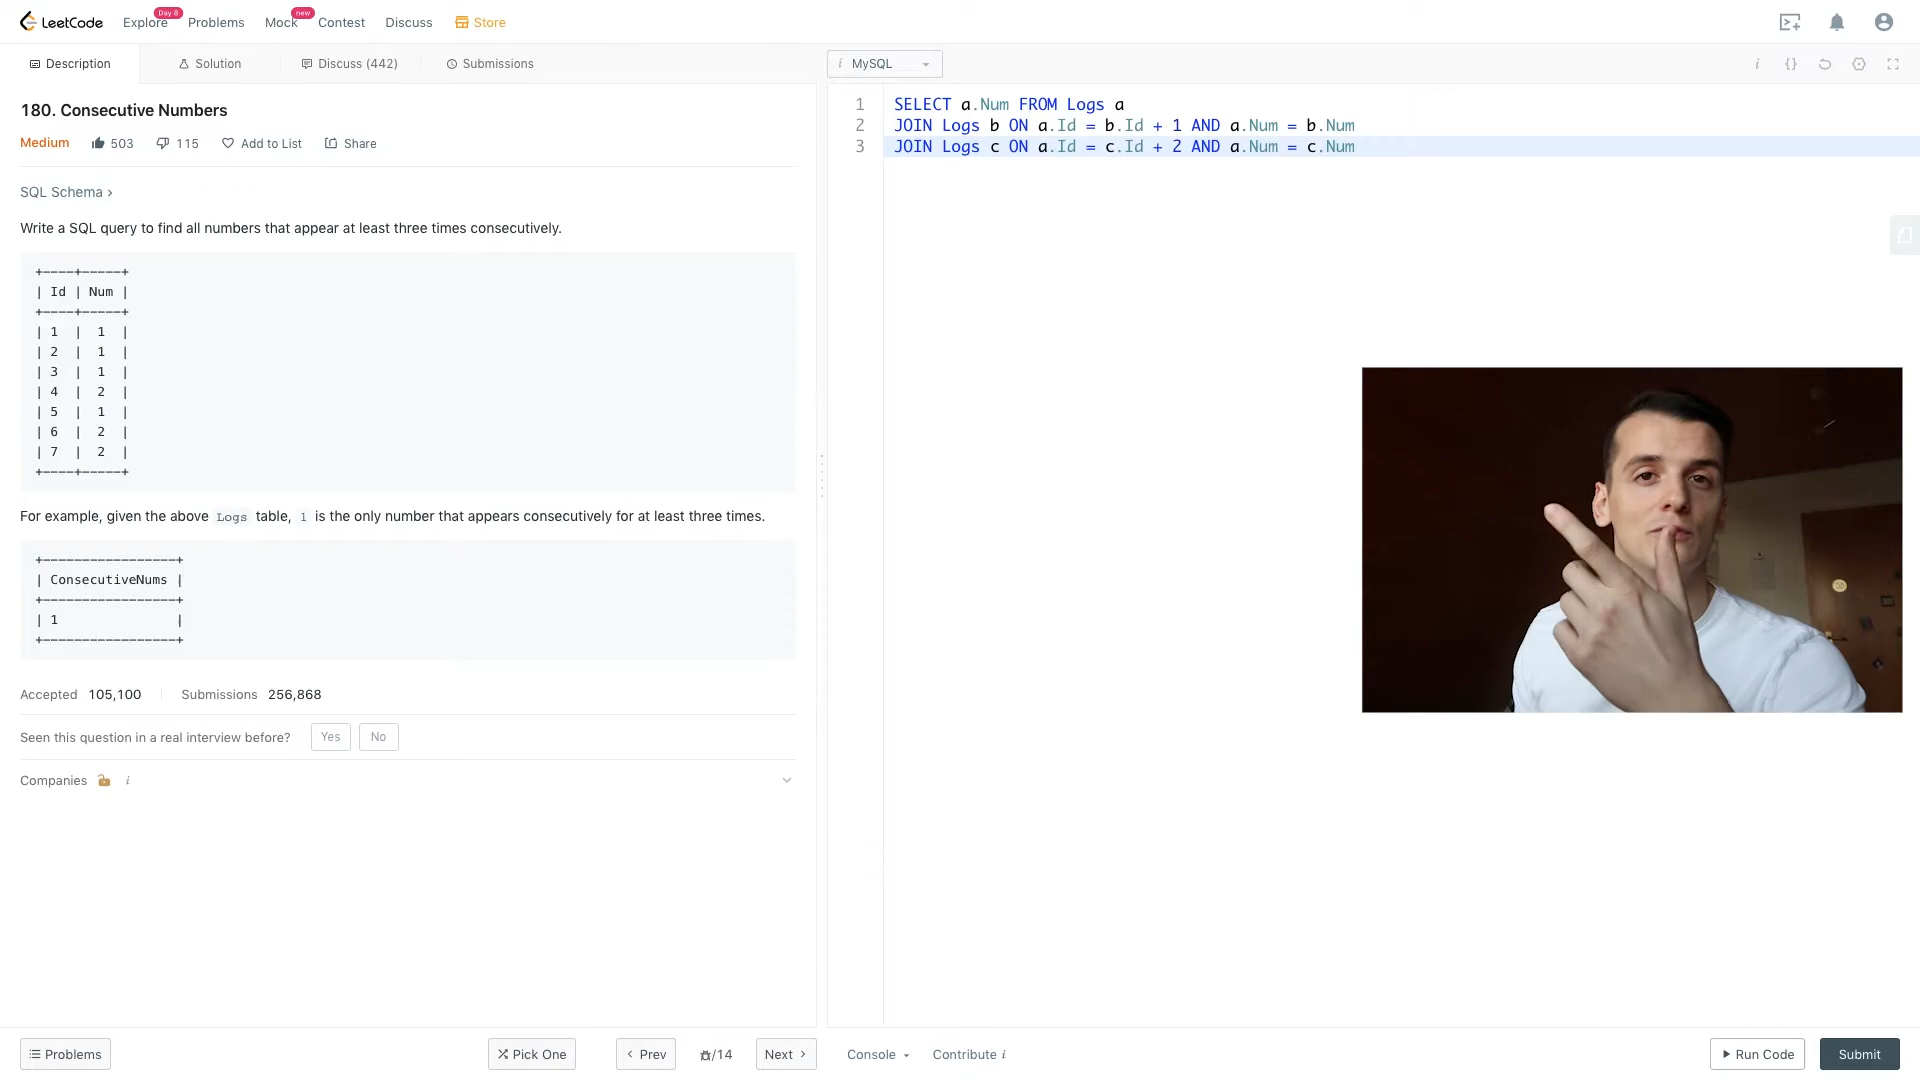 LeetCode Explore Day 8 Problems Mock new Contest Discuss Store
Description Solution Discuss (442) Submissions
i MySQL i {}
180. Consecutive Numbers
Medium 503 115 Add to List Share
SQL Schema ›
Write a SQL query to find all numbers that appear at least three times consecutively.
+----+-----+
| Id | Num |
+----+-----+
| 1 | 1 |
| 2 | 1 |
| 3 | 1 |
| 4 | 2 |
| 5 | 1 |
| 6 | 2 |
| 7 | 2 |
+----+-----+
For example, given the above Logs table, 1 is the only number that appears consecutively for at least three times.
+-----------------+
| ConsecutiveNums |
+-----------------+
| 1 |
+-----------------+
Accepted 105,100 Submissions 256,868
Seen this question in a real interview before? Yes No
Companies i
1 SELECT a.Num FROM Logs a
2 JOIN Logs b ON a.Id = b.Id + 1 AND a.Num = b.Num
3 JOIN Logs c ON a.Id = c.Id + 2 AND a.Num = c.Num
Problems Pick One ‹ Prev /14 Next › Console Contribute i Run Code Submit